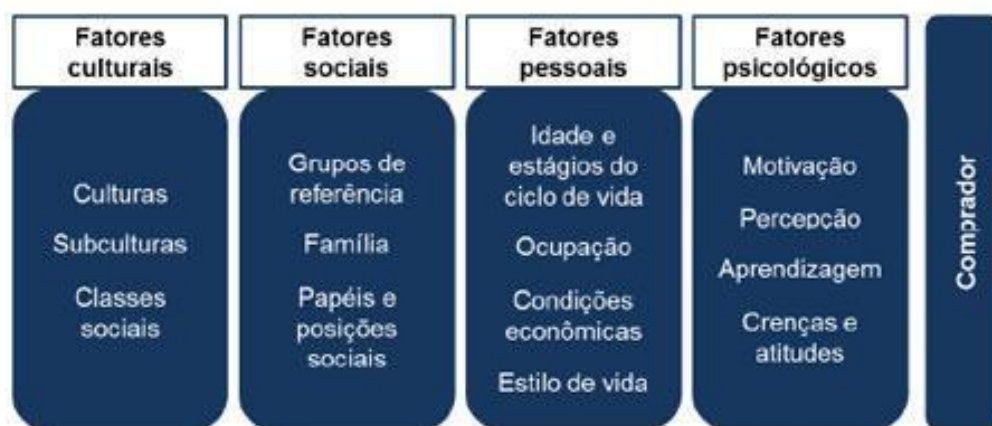 Fatores
culturais
Culturas
Subculturas
Classes
sociais
Fatores
sociais
Grupos de
referência
Família
Papéis e
posições
sociais
Fatores
pessoais
Idade e
estágios do
ciclo de vida
Ocupação
Condições
econômicas
Estilo de vida
Fatores
psicológicos
Motivação
Percepção
Aprendizagem
Crenças e
atitudes
Comprador